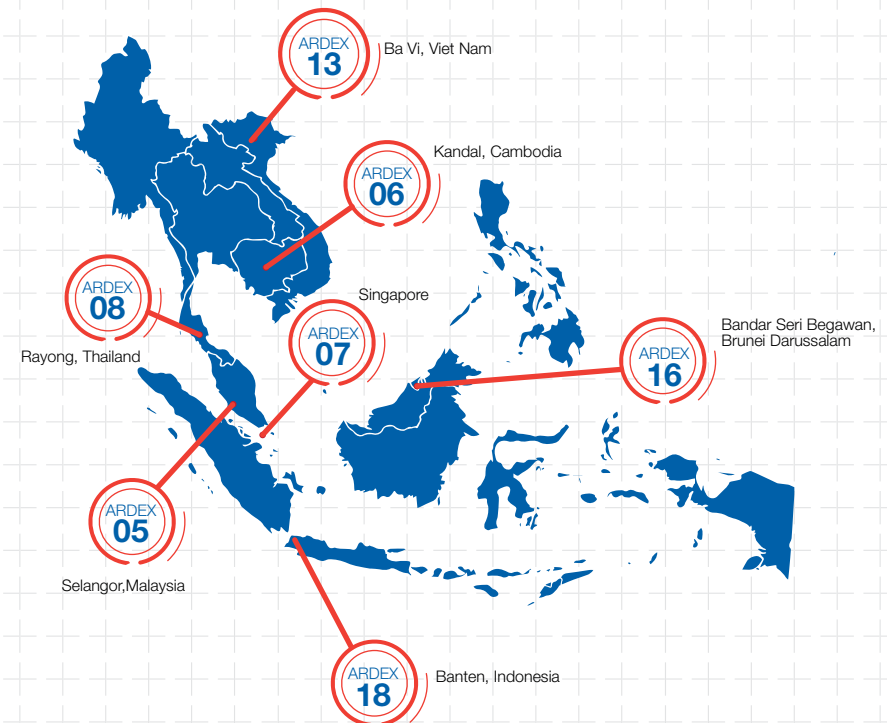 ARDEX
13
Ba Vi, Viet Nam
ARDEX
06
Kandal, Cambodia
ARDEX
08
Rayong, Thailand
Singapore
ARDEX
07
Bandar Seri Begawan,
Brunei Darussalam
ARDEX
16
ARDEX
05
Selangor,Malaysia
ARDEX
18
Banten, Indonesia